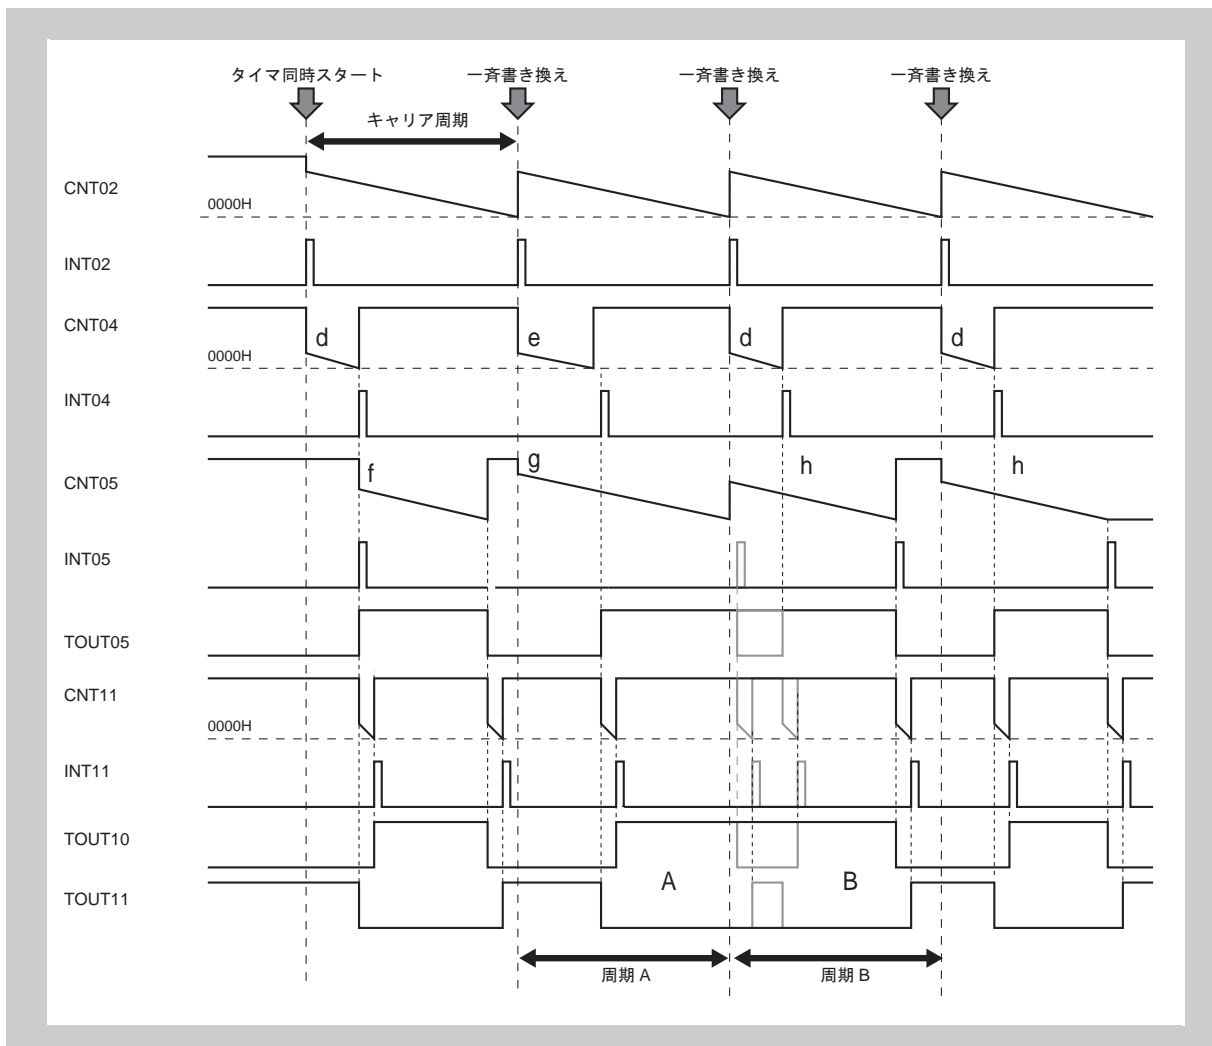 タイマ同時スタート 一斉書き換え 一斉書き換え 一斉書き換え
キャリア周期
CNT02
0000H
INT02
CNT04 d e d d
0000H
INT04
CNT05 f g h h
INT05
TOUT05
CNT11
0000H
INT11
TOUT10
A B
TOUT11
周期 A 周期 B